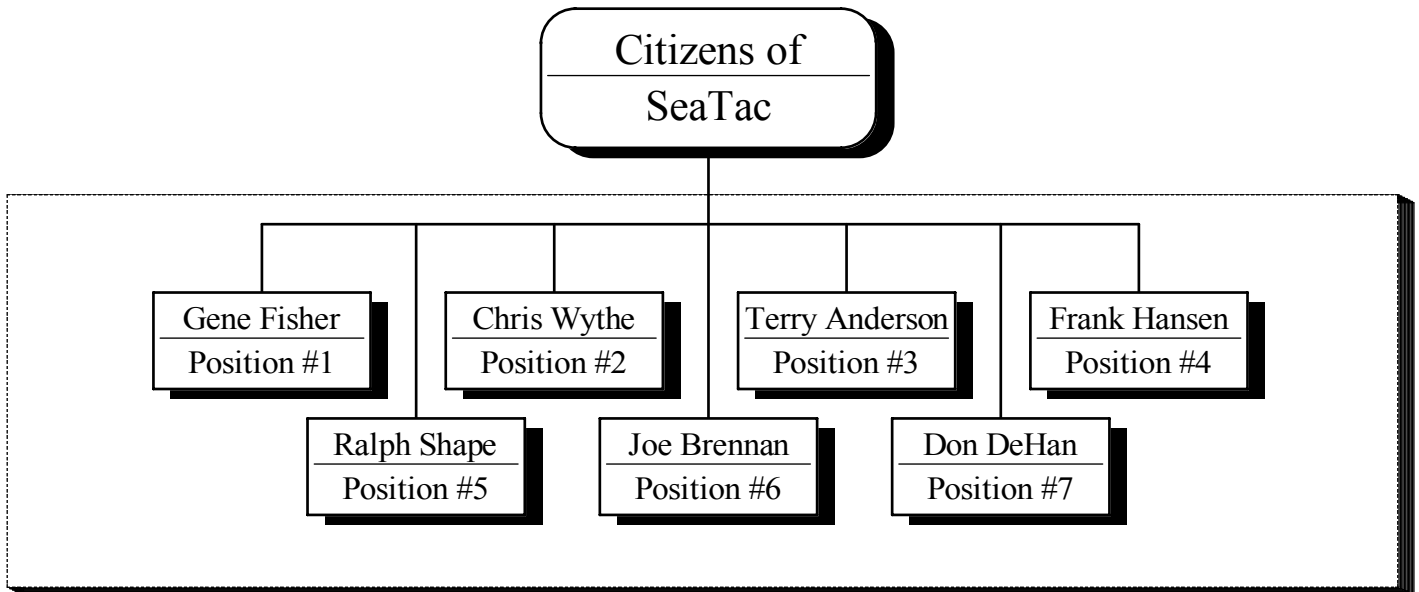 Citizens of
SeaTac
Gene Fisher
Position #1
Chris Wythe
Position #2
Terry Anderson
Position #3
Frank Hansen
Position #4
Ralph Shape
Position #5
Joe Brennan
Position #6
Don DeHan
Position #7